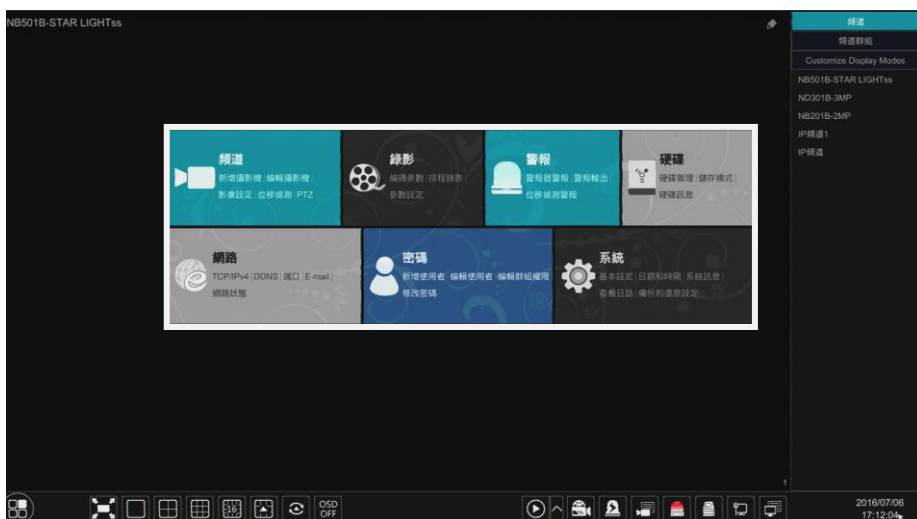 NB501B-STAR LIGHTss
頻道
頻道群組
Customize Display Modes
NB501B-STAR LIGHTss
ND301B-3MP
NB201B-2MP
IP頻道1
IP頻道
頻道
新增攝影機 | 編輯攝影機 |
影像設定 | 位移偵測 | PTZ
錄影
編碼參數 | 排程錄影 |
參數設定
警報
警報器警報 | 警報輸出 |
位移偵測警報
硬碟
硬碟管理 | 儲存模式 |
硬碟訊息
網路
TCP/IPv4 | DDNS | 端口 | E-mail |
網路狀態
密碼
新增使用者 | 編輯使用者 | 編輯群組權限
修改密碼
系統
基本設定 | 日期和時間 | 系統訊息 |
查看日誌 | 備份和還原設定
1
16
OSD
OFF
2016/07/06
17:12:04